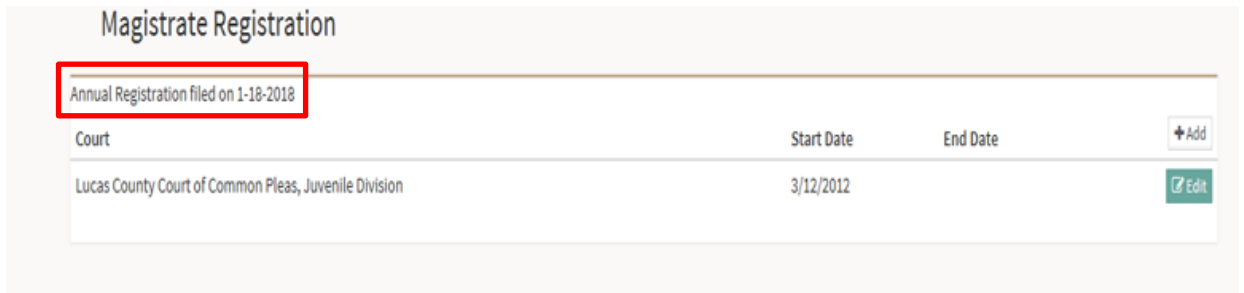 Magistrate Registration
Annual Registration filed on 1-18-2018
Court Start Date End Date +Add
Lucas County Court of Common Pleas, Juvenile Division 3/12/2012 Edit